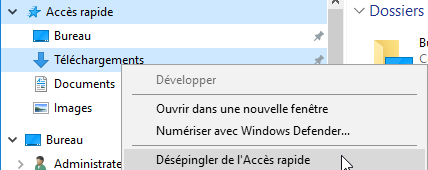 Accès rapide
Dossiers
Bureau
Téléchargements
Documents
Développer
Images
Ouvrir dans une nouvelle fenêtre
Numériser avec Windows Defender...
Bureau
Administrate
Désépingler de l'Accès rapide